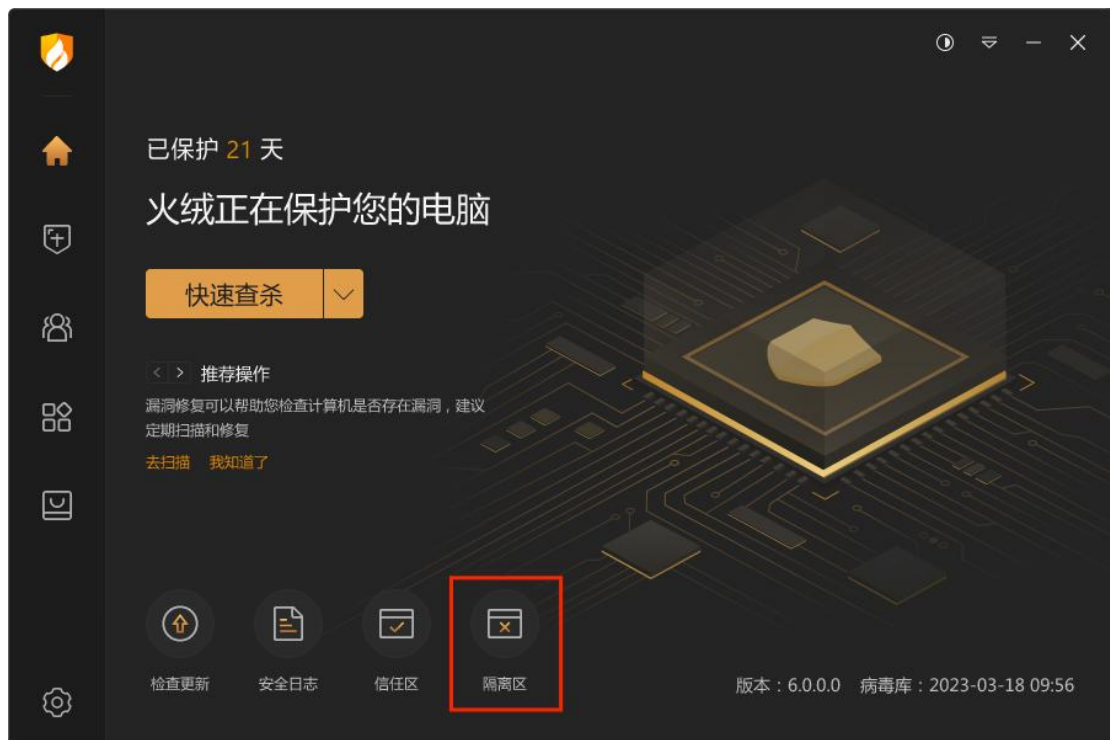 已保护 21 天
火绒正在保护您的电脑
快速查杀
推荐操作
漏洞修复可以帮助您检查计算机是否存在漏洞，建议
定期扫描和修复
去扫描 我知道了
检查更新 安全日志 信任区 隔离区
版本：6.0.0.0 病毒库：2023-03-18 09:56